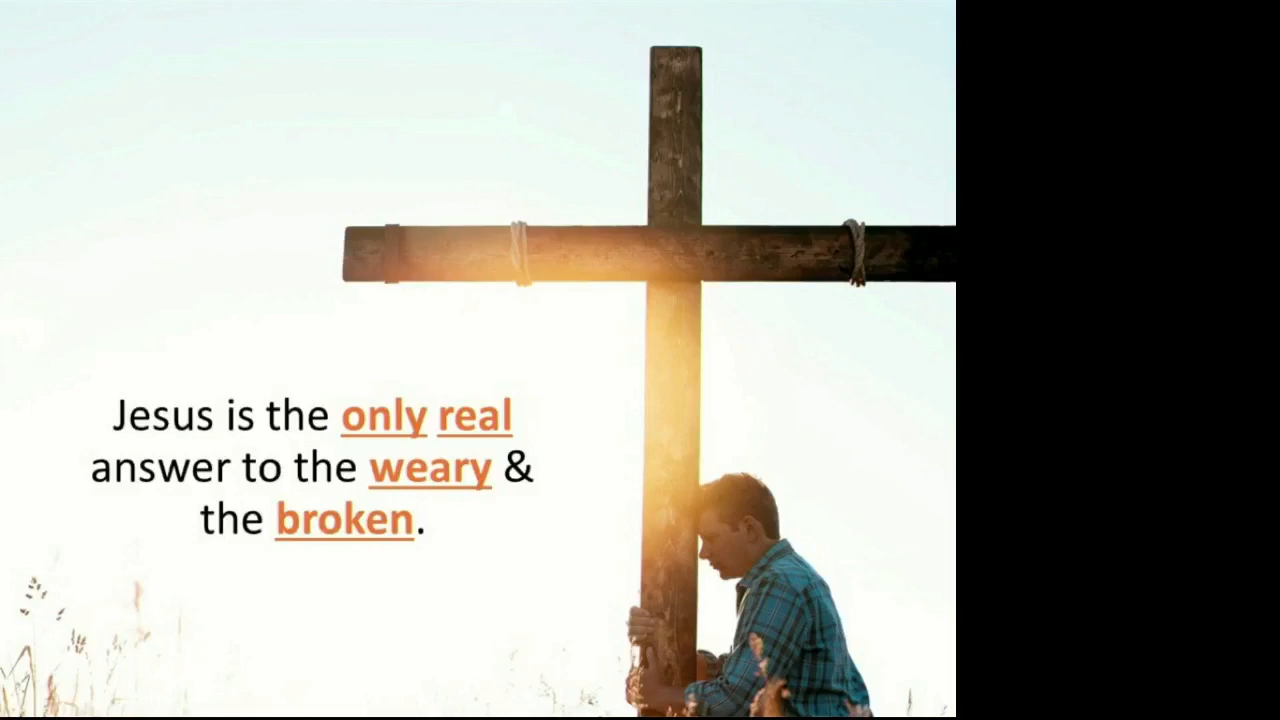 Jesus is the only real
answer to the weary &
the broken.